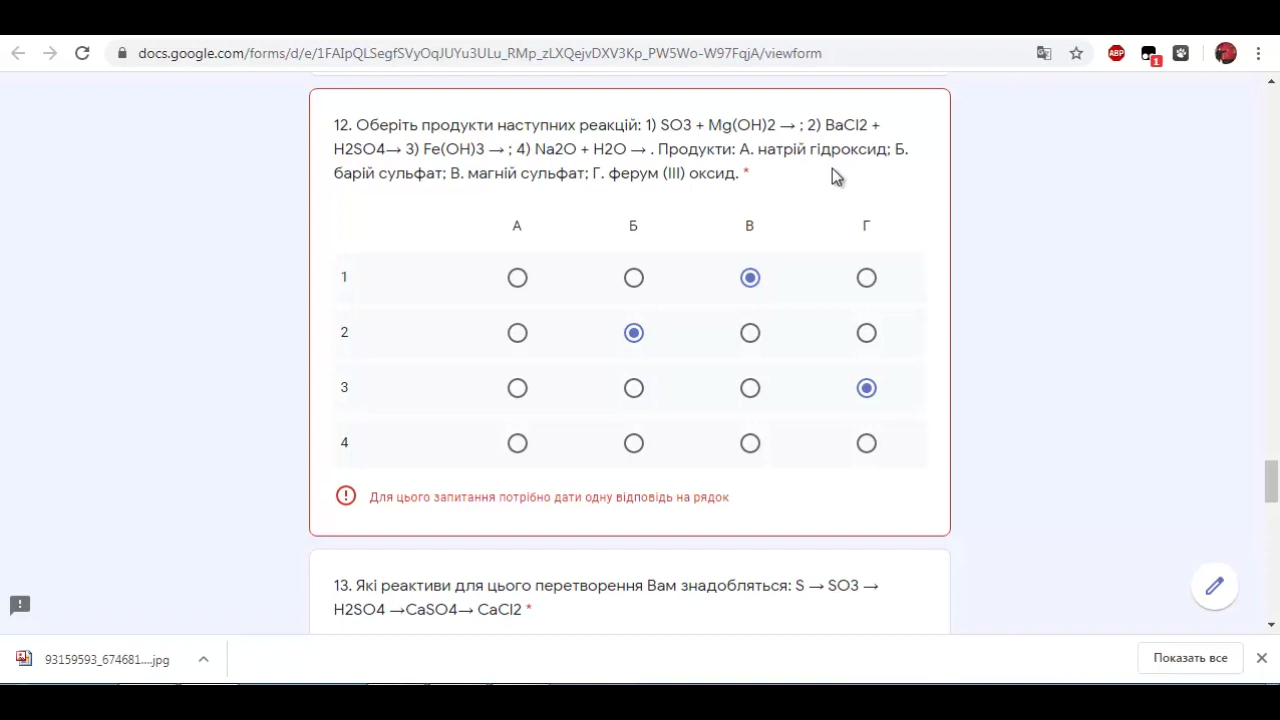 docs.google.com/forms/d/e/1FAIpQLSegfSVyOqJUYu3ULu_RMp_zLXQejvDXV3Kp_PW5Wo-W97FqjA/viewform
ABP
1
12. Оберіть продукти наступних реакцій: 1) SO3 + Mg(OH)2 → ; 2) BaCl2 +
H2SO4→ 3) Fe(OH)3 → ; 4) Na2O + H2O → . Продукти: А. натрій гідроксид; Б.
барій сульфат; В. магній сульфат; Г. ферум (III) оксид. *
А Б В Г
1
2
3
4
Для цього запитання потрібно дати одну відповідь на рядок
13. Які реактиви для цього перетворення Вам знадобляться: S → SO3 →
H2SO4 →CaSO4→ CaCl2 *
93159593_674681....jpg
Показать все